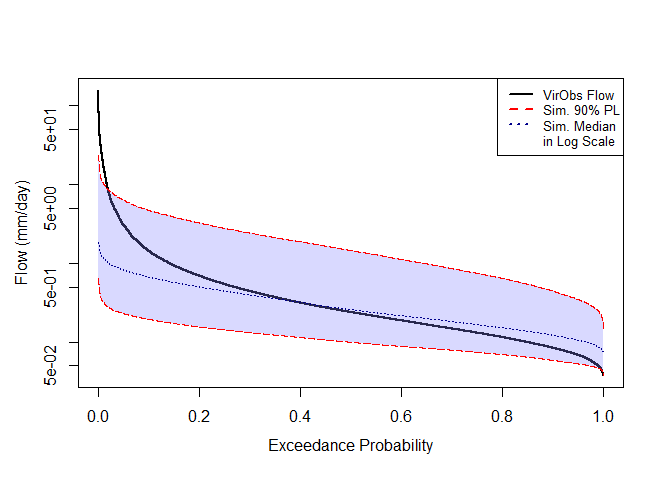 VirObs Flow
Sim. 90% PL
Sim. Median
in Log Scale
Flow (mm/day)
5e+01
5e+00
5e-01
5e-02
0.0 0.2 0.4 0.6 0.8 1.0
Exceedance Probability